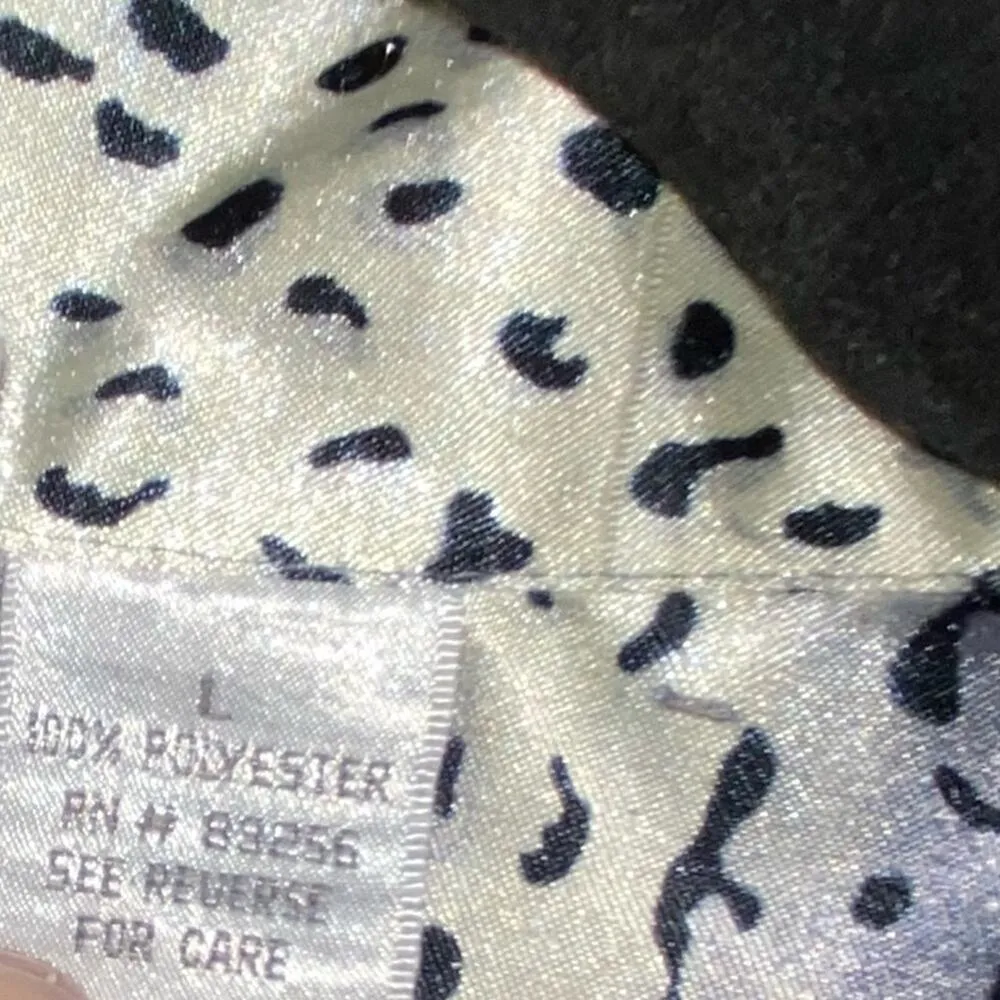 L
100% POLYESTER
RN # 89256
SEE REVERSE
FOR CARE